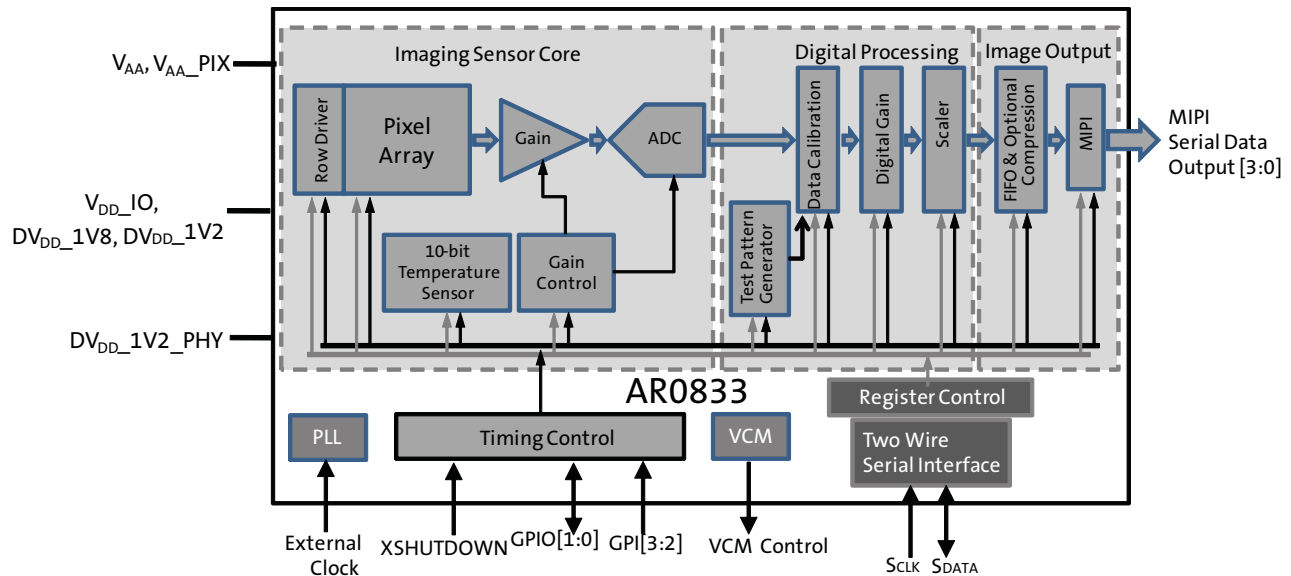 Imaging Sensor Core
Digital Processing
Image Output
VAA, VAA_PIX
Row Driver
Pixel
Array
Gain
ADC
Data Calibration
Digital Gain
Scaler
FIFO & Optional
Compression
MIPI
MIPI
Serial Data
Output [3:0]
VDD_IO,
DVDD_1V8, DVDD_1V2
10-bit
Temperature
Sensor
Gain
Control
Test Pattern
Generator
DVDD_1V2_PHY
AR0833
Register Control
PLL
Timing Control
VCM
Two Wire
Serial Interface
External
Clock
XSHUTDOWN
GPIO[1:0]
GPI[3:2]
VCM Control
SCLK
SDATA